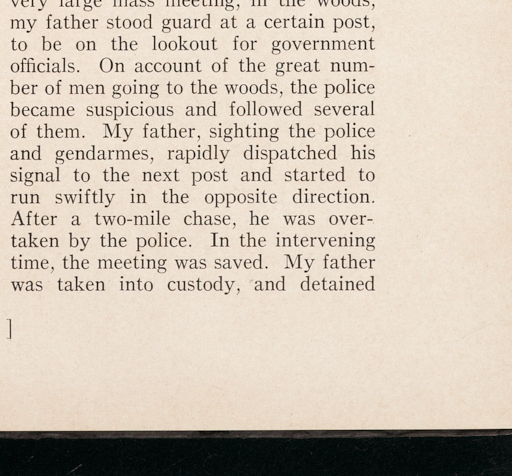 very large mass meeting, in the woods,
my father stood guard at a certain post,
to be on the lookout for government
officials. On account of the great num-
ber of men going to the woods, the police
became suspicious and followed several
of them. My father, sighting the police
and gendarmes, rapidly dispatched his
signal to the next post and started to
run swiftly in the opposite direction.
After a two-mile chase, he was over-
taken by the police. In the intervening
time, the meeting was saved. My father
was taken into custody, and detained
]